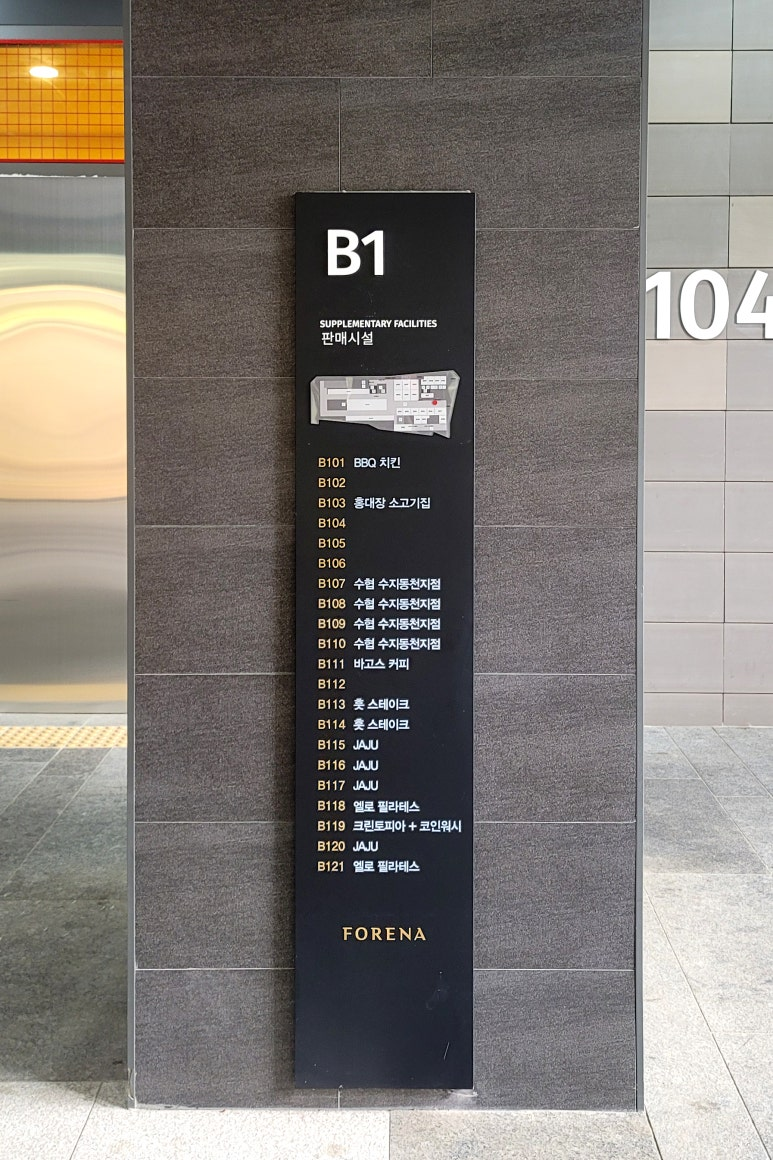 B1
SUPPLEMENTARY FACILITIES
판매시설
B101 BBQ 치킨
B102
B103 홍대장 소고기집
B104
B105
B106
B107 수협 수지동천지점
B108 수협 수지동천지점
B109 수협 수지동천지점
B110 수협 수지동천지점
B111 바고스 커피
B112
B113 훗 스테이크
B114 훗 스테이크
B115 JAJU
B116 JAJU
B117 JAJU
B118 엘로 필라테스
B119 크린토피아 + 코인워시
B120 JAJU
B121 엘로 필라테스
FORENA
104